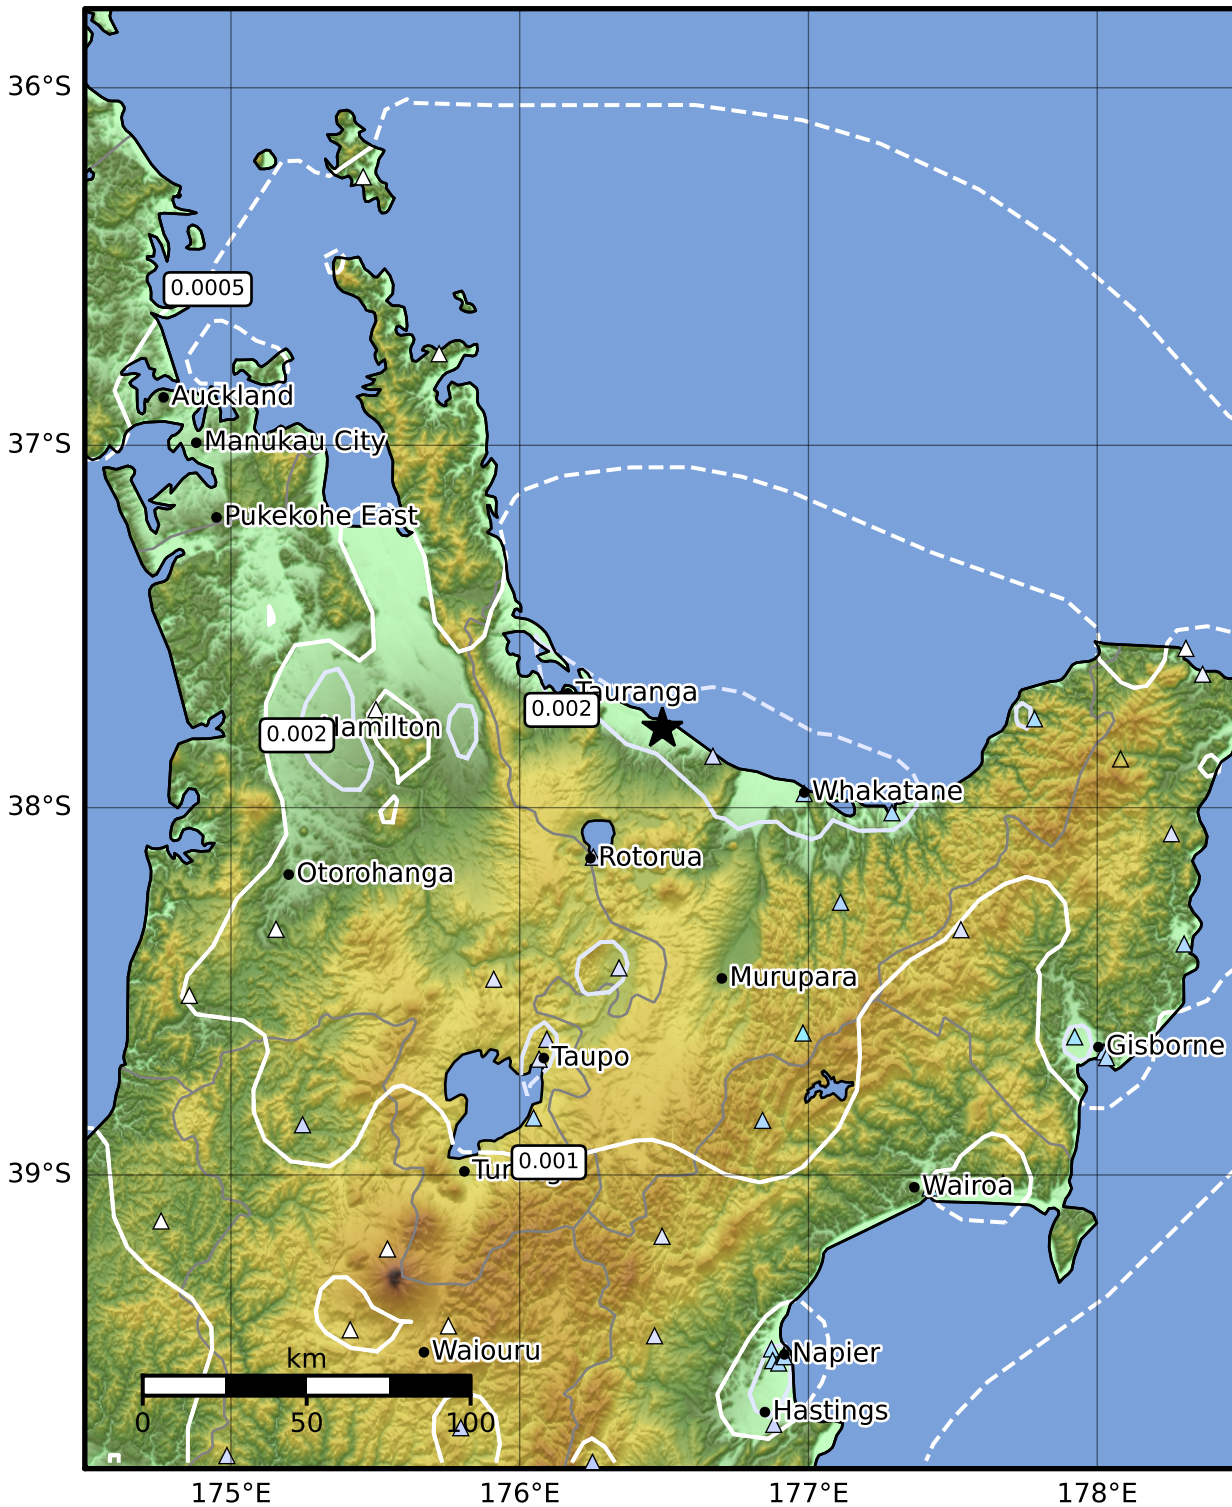 36°S
0.0005
Auckland
37°S
Manukau City
Pukekohe East
Tauranga
0.002
0.002
Hamilton
Whakatane
38°S
Rotorua
Otorohanga
Murupara
Gisborne
Taupo
0.001
39°S
Wairoa
Waiouru
Napier
km
Hastings
0 50 100
175°E 176°E 177°E 178°E